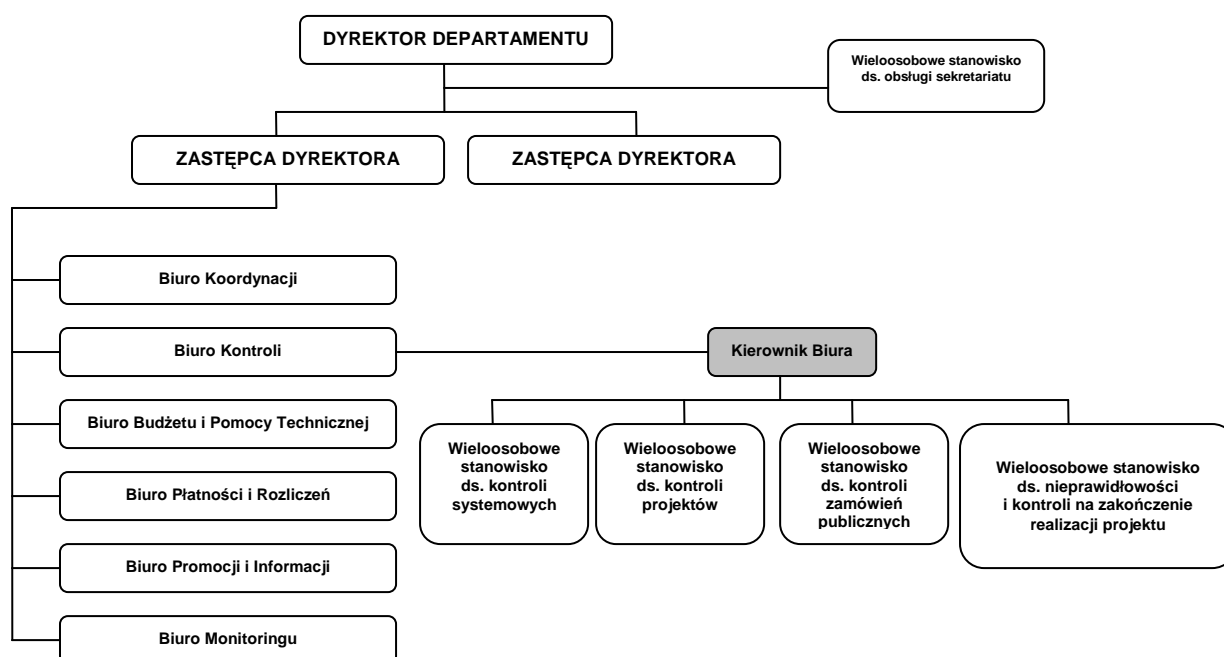 DYREKTOR DEPARTAMENTU
Wieloosobowe stanowisko
ds. obsługi sekretariatu
ZASTĘPCA DYREKTORA
ZASTĘPCA DYREKTORA
Biuro Koordynacji
Biuro Kontroli
Kierownik Biura
Biuro Budżetu i Pomocy Technicznej
Wieloosobowe
stanowisko
ds. kontroli
systemowych
Wieloosobowe
stanowisko
ds. kontroli
projektów
Wieloosobowe
stanowisko
ds. kontroli
zamówień
publicznych
Wieloosobowe stanowisko
ds. nieprawidłowości
i kontroli na zakończenie
realizacji projektu
Biuro Płatności i Rozliczeń
Biuro Promocji i Informacji
Biuro Monitoringu